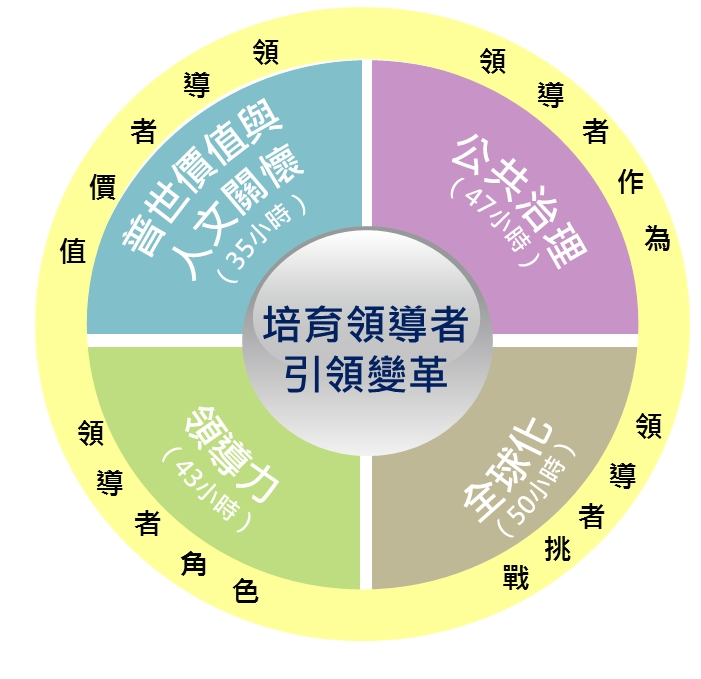 領導者價值
普世價值與
人文關懷
(35小時)
領導者作為
公共治理
(47小時)
培育領導者
引領變革
領導者角色
領導力
(43小時)
領導者挑戰
全球化
(50小時)